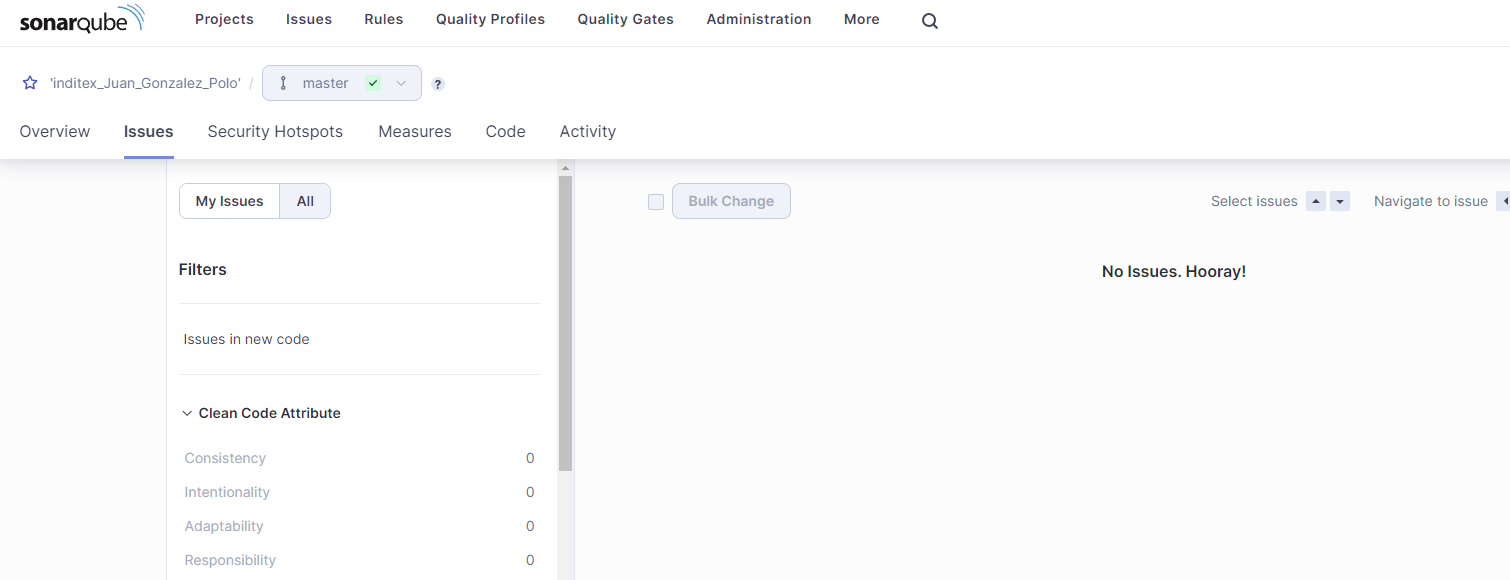 sonarqube Projects Issues Rules Quality Profiles Quality Gates Administration More
'inditex_Juan_Gonzalez_Polo' / master ?
Overview Issues Security Hotspots Measures Code Activity
My Issues All Bulk Change Select issues Navigate to issue
Filters No Issues. Hooray!
Issues in new code
Clean Code Attribute
Consistency 0
Intentionality 0
Adaptability 0
Responsibility 0